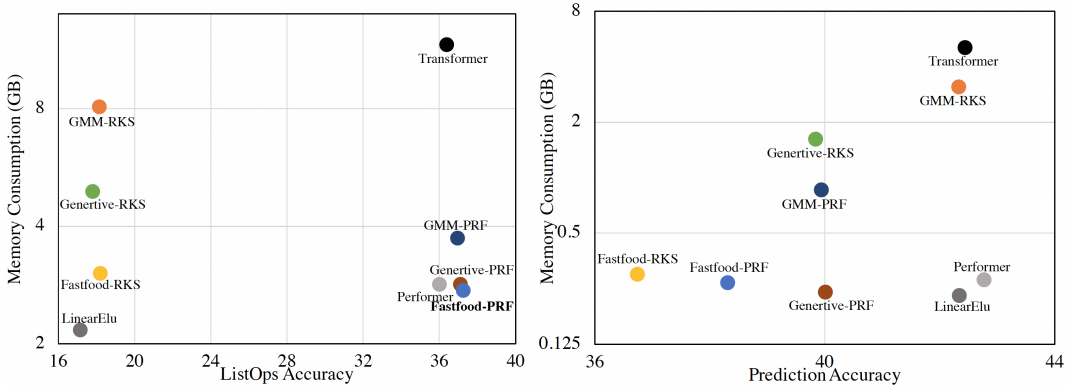 Memory Consumption (GB)
8
4
2
Transformer
GMM-RKS
Genertive-RKS
GMM-PRF
Fastfood-RKS
Genertive-PRF
Performer
Fastfood-PRF
LinearElu
16
20
24
28
32
36
40
ListOps Accuracy
Memory Consumption (GB)
8
2
0.5
0.125
Transformer
GMM-RKS
Genertive-RKS
GMM-PRF
Fastfood-RKS
Fastfood-PRF
Performer
Genertive-PRF
LinearElu
36
40
44
Prediction Accuracy